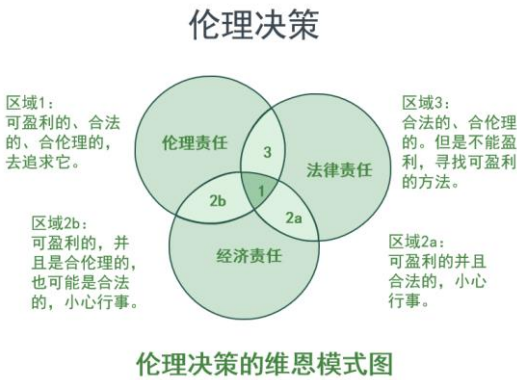 伦理决策
区域1：
可盈利的、合法
的、合伦理的，
去追求它。
区域3：
合法的、合伦理
的。但是不能盈
利，寻找可盈利
的方法。
伦理责任
3
法律责任
1
2b
2a
经济责任
区域2b：
可盈利的，并
且是合伦理的，
也可能是合法
的，小心行事。
区域2a：
可盈利的并且
合法的，小心
行事。
伦理决策的维恩模式图